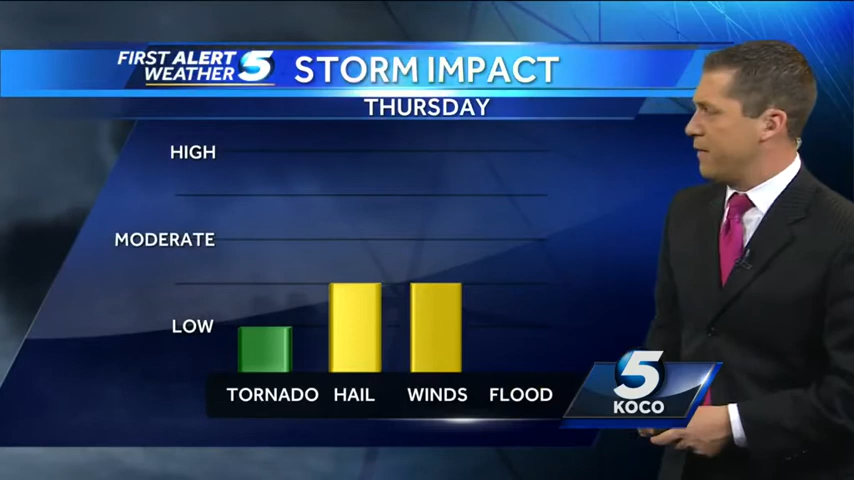 FIRST ALERT
WEATHER 5
STORM IMPACT
THURSDAY
HIGH
MODERATE
LOW
TORNADO HAIL WINDS FLOOD
5
KOCO